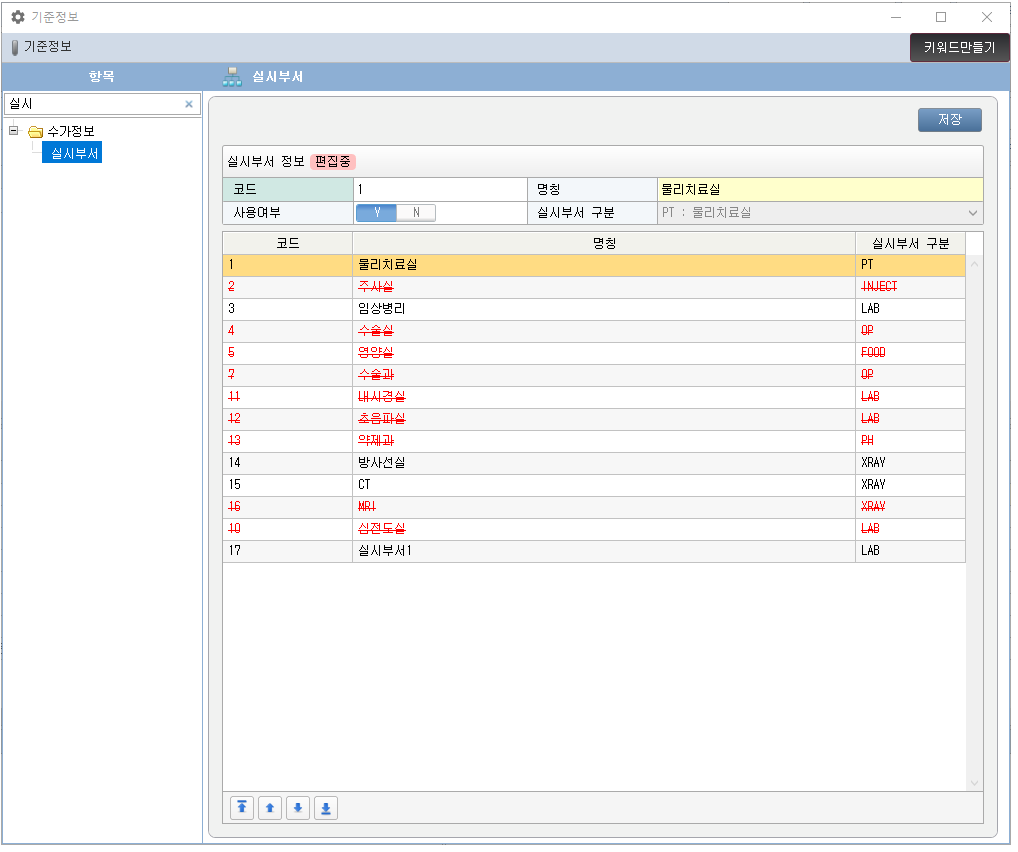 기준정보
기준정보
키워드만들기
항목
실시부서
실시
수가정보
실시부서
저장
실시부서 정보 편집중
코드 1 명칭 물리치료실
사용여부 Y N 실시부서 구분 PT : 물리치료실
코드 명칭 실시부서 구분
1 물리치료실 PT
2 주사실 INJECT
3 임상병리 LAB
4 수술실 OP
5 영양실 FOOD
7 수술과 OP
11 내시경실 LAB
12 초음파실 LAB
13 약제과 PH
14 방사선실 XRAY
15 CT XRAY
16 MRI XRAY
10 심전도실 LAB
17 실시부서1 LAB